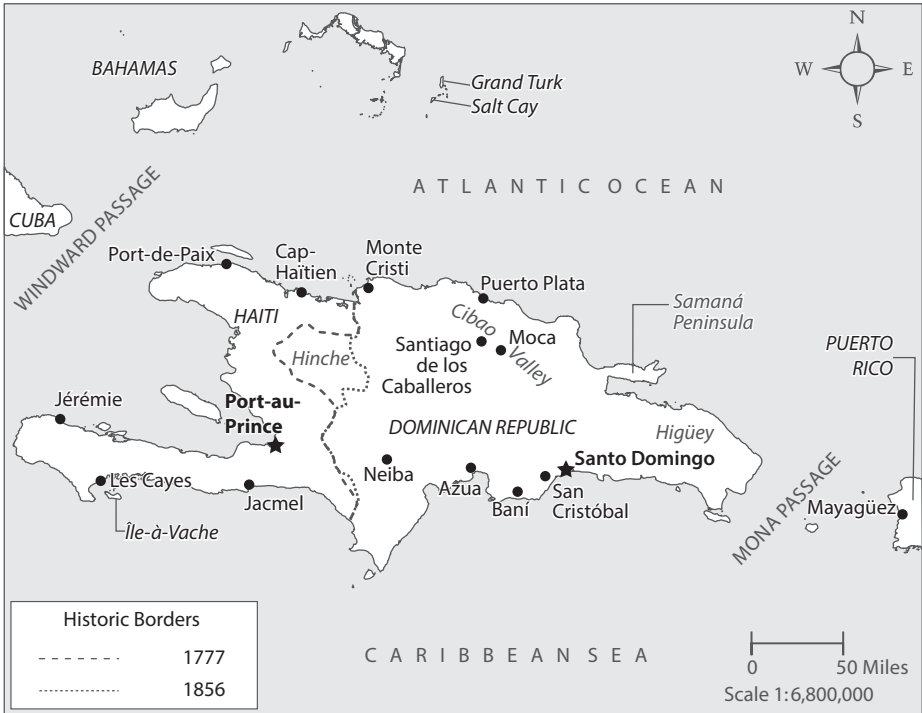 BAHAMAS
Grand Turk
Salt Cay
N
W
E
S
ATLANTIC OCEAN
CUBA
WINDWARD PASSAGE
Port-de-Paix
Cap-
Haïtien
Monte
Cristi
Puerto Plata
Samaná
Peninsula
HAITI
Hinche
Cibao
Valley
Santiago
de los
Caballeros
Moca
PUERTO
RICO
Jérémie
Port-au-
Prince
DOMINICAN REPUBLIC
Higüey
Les Cayes
Jacmel
Neiba
Azua
Baní
San
Cristóbal
Santo Domingo
Île-à-Vache
MONA PASSAGE
Mayagüez
CARIBBEAN SEA
Historic Borders
1777
1856
0
50 Miles
Scale 1:6,800,000